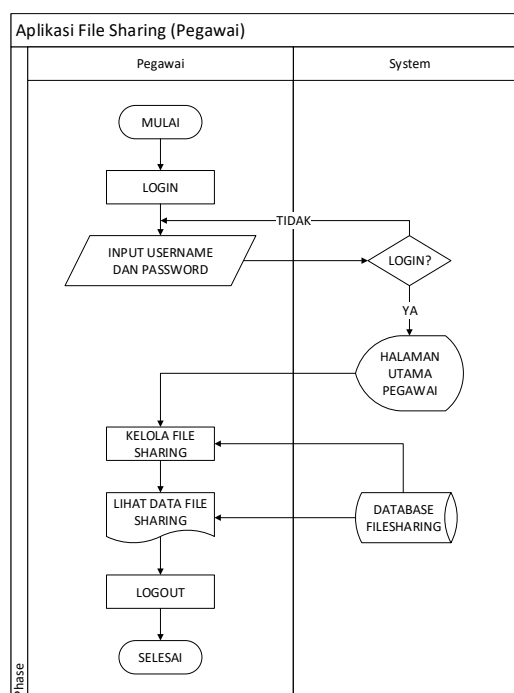 Aplikasi File Sharing (Pegawai)
Pegawai
System
MULAI
LOGIN
TIDAK
INPUT USERNAME
DAN PASSWORD
LOGIN?
YA
HALAMAN
UTAMA
PEGAWAI
KELOLA FILE
SHARING
LIHAT DATA FILE
SHARING
DATABASE
FILESHARING
LOGOUT
SELESAI
Phase